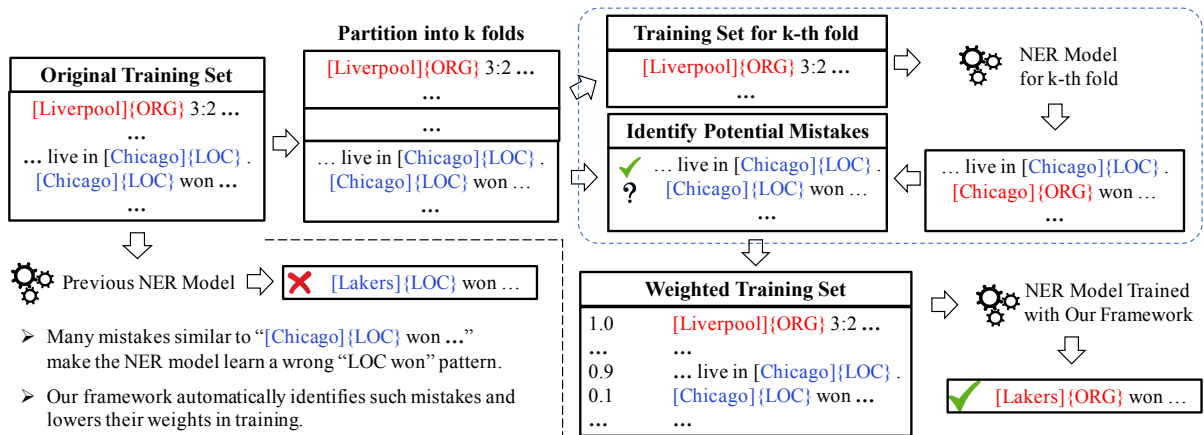 Original Training Set
[Liverpool]{ORG} 3:2 ...
...
... live in [Chicago]{LOC} .
[Chicago]{LOC} won ...
...
Partition into k folds
[Liverpool]{ORG} 3:2 ...
...
...
... live in [Chicago]{LOC} .
[Chicago]{LOC} won ...
...
Training Set for k-th fold
[Liverpool]{ORG} 3:2 ...
...
NER Model
for k-th fold
Identify Potential Mistakes
... live in [Chicago]{LOC} .
? [Chicago]{LOC} won ...
...
... live in [Chicago]{LOC} .
[Chicago]{ORG} won ...
...
Previous NER Model
[Lakers]{LOC} won ...
Many mistakes similar to “[Chicago]{LOC} won ...”
make the NER model learn a wrong “LOC won” pattern.
Our framework automatically identifies such mistakes and
lowers their weights in training.
Weighted Training Set
1.0 [Liverpool]{ORG} 3:2 ...
... ...
0.9 ... live in [Chicago]{LOC} .
0.1 [Chicago]{LOC} won ...
... ...
NER Model Trained
with Our Framework
[Lakers]{ORG} won ...